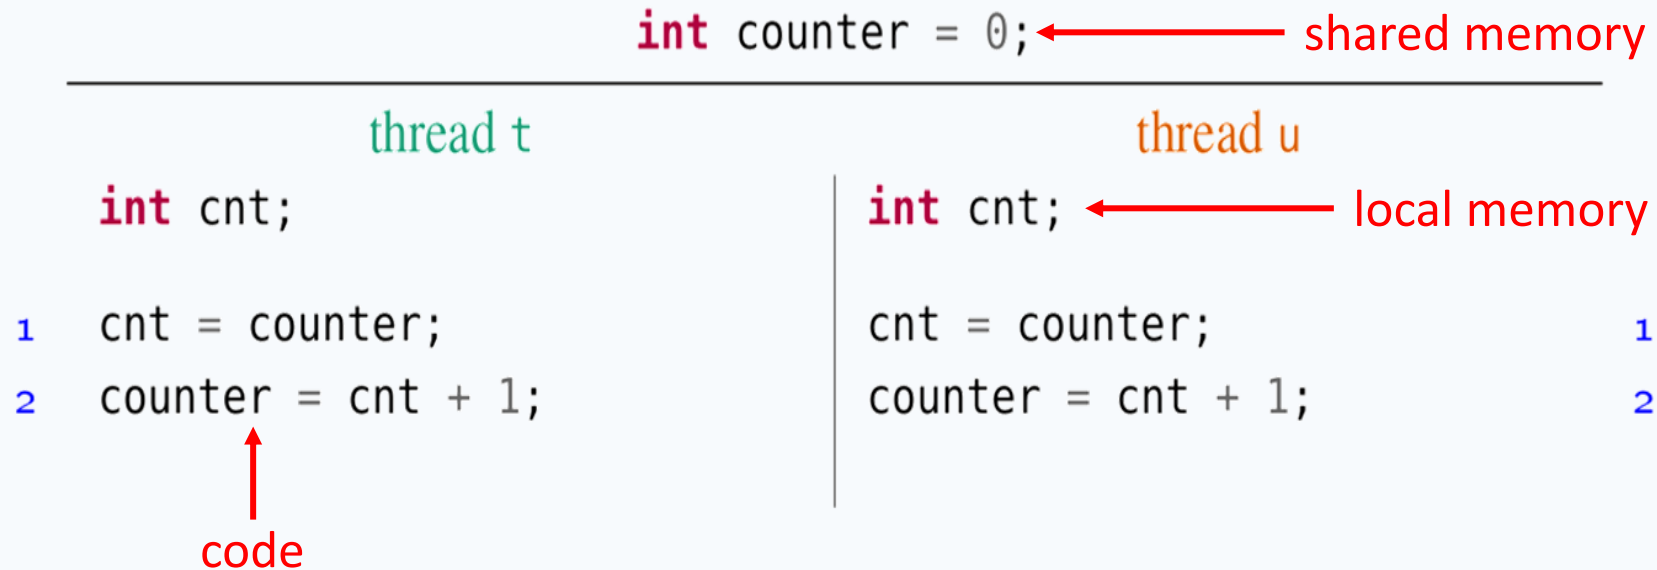 int counter = 0; shared memory
thread t thread u
int cnt; int cnt; local memory
1 cnt = counter; cnt = counter; 1
2 counter = cnt + 1; counter = cnt + 1; 2
code